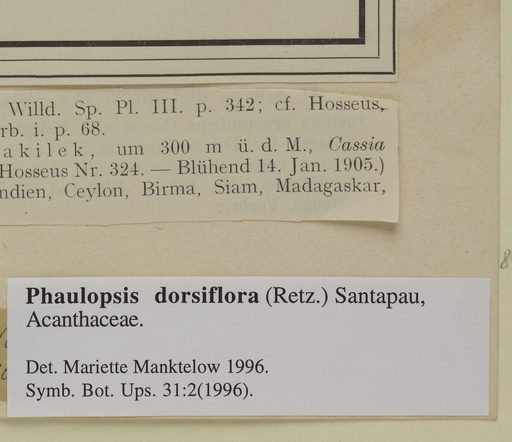 Willd. Sp. Pl. III. p. 342; cf. Hosseus,
rb. i. p. 68.
akilek, um 300 m ü. d. M., Cassia
Hosseus Nr. 324. — Blühend 14. Jan. 1905.)
ndien, Ceylon, Birma, Siam, Madagaskar,
Phaulopsis dorsiflora (Retz.) Santapau,
Acanthaceae.
Det. Mariette Manktelow 1996.
Symb. Bot. Ups. 31:2(1996).